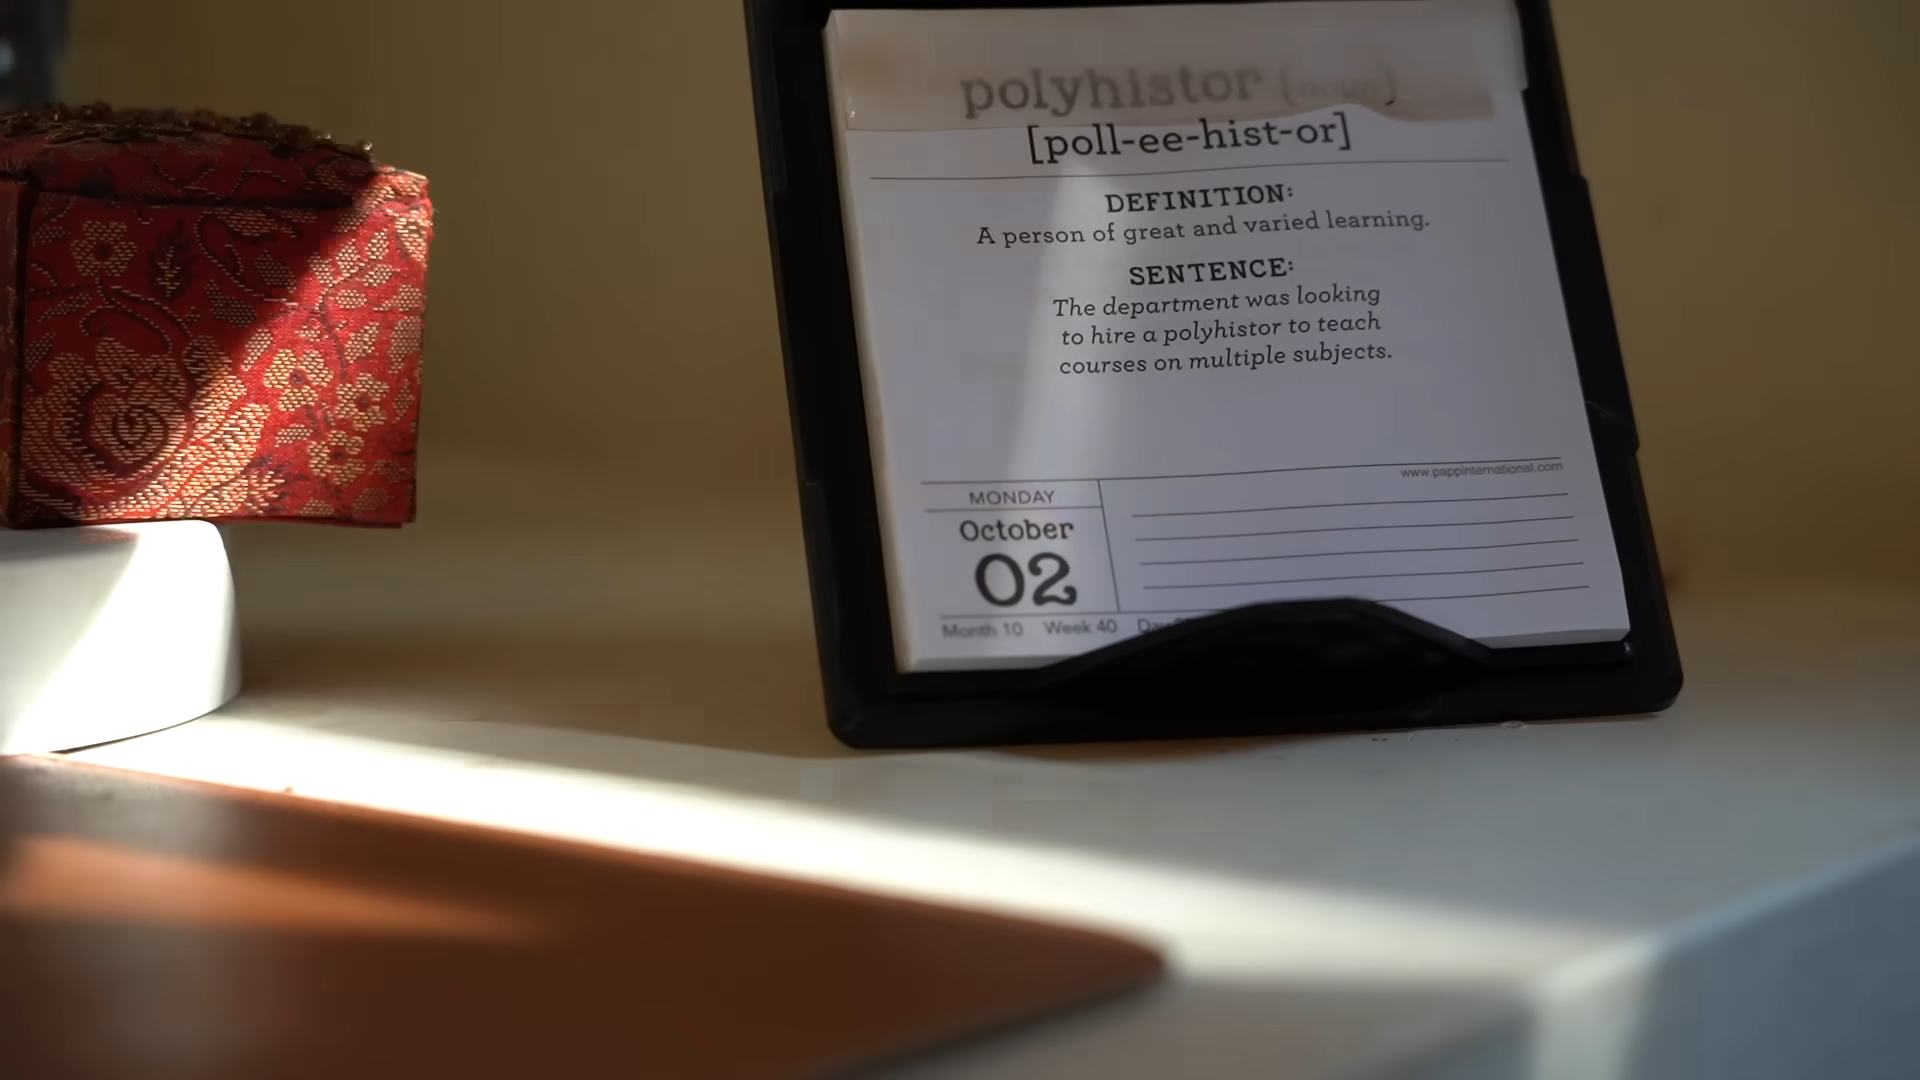 polyhistor (noun)
[poll-ee-hist-or]
DEFINITION:
A person of great and varied learning.
SENTENCE:
The department was looking
to hire a polyhistor to teach
courses on multiple subjects.
www.pappinternational.com
MONDAY
October
02
Month 10 Week 40